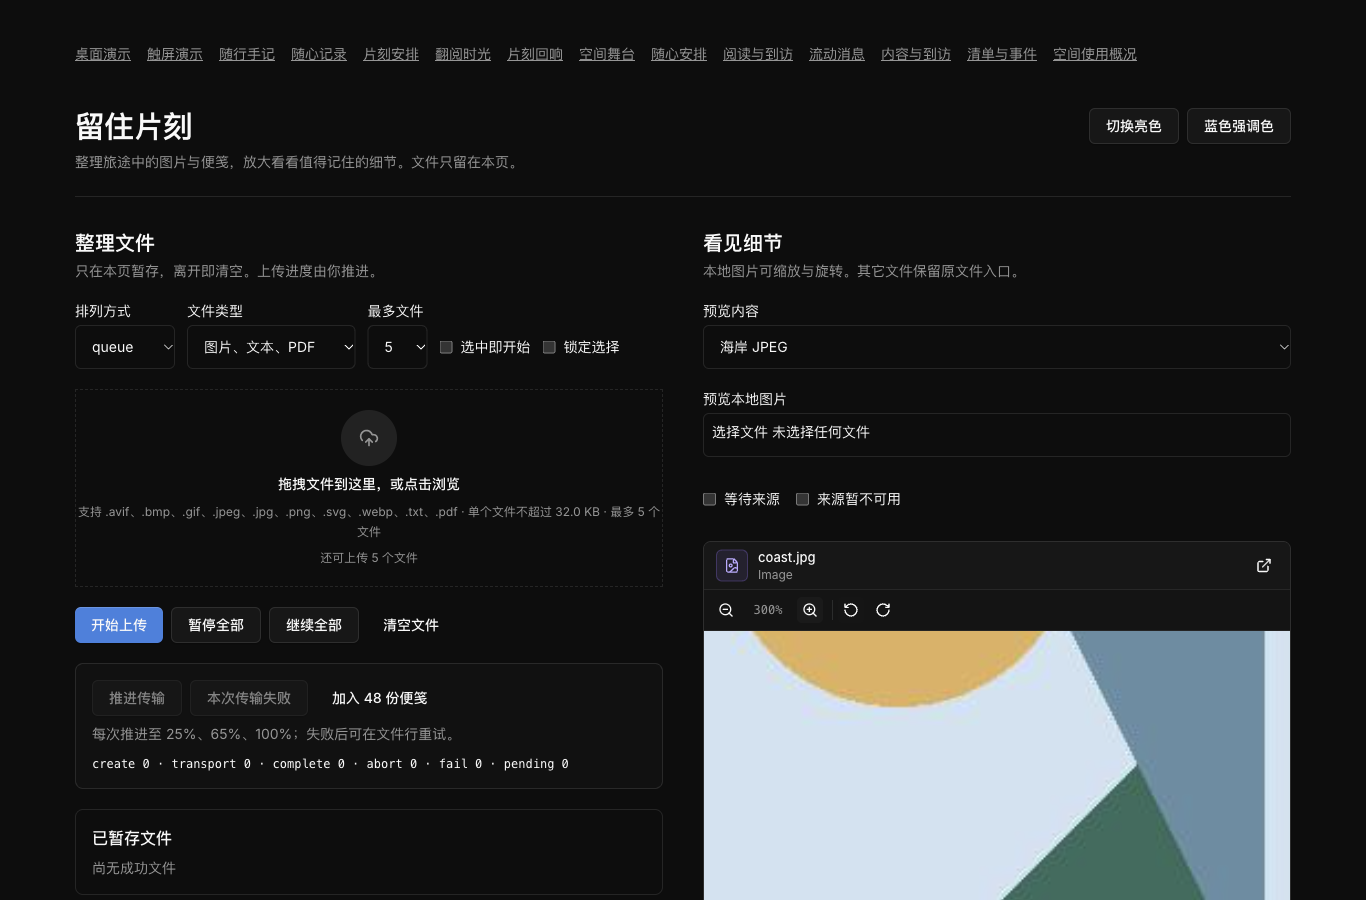 桌面演示 触屏演示 随行手记 随心记录 片刻安排 翻阅时光 片刻回响 空间舞台 随心安排 阅读与到访 流动消息 内容与到访 清单与事件 空间使用概况
留住片刻
切换亮色 蓝色强调色
整理旅途中的图片与便笺，放大看看值得记住的细节。文件只留在本页。
整理文件
只在本页暂存，离开即清空。上传进度由你推进。
排列方式 文件类型 最多文件
queue 图片、文本、PDF 5 选中即开始 锁定选择
拖拽文件到这里，或点击浏览
支持 .avif、.bmp、.gif、.jpeg、.jpg、.png、.svg、.webp、.txt、.pdf · 单个文件不超过 32.0 KB · 最多 5 个
文件
还可上传 5 个文件
开始上传 暂停全部 继续全部 清空文件
推进传输 本次传输失败 加入 48 份便笺
每次推进至 25%、65%、100%；失败后可在文件行重试。
create 0 · transport 0 · complete 0 · abort 0 · fail 0 · pending 0
已暂存文件
尚无成功文件
看见细节
本地图片可缩放与旋转。其它文件保留原文件入口。
预览内容
海岸 JPEG
预览本地图片
选择文件 未选择任何文件
等待来源 来源暂不可用
coast.jpg
Image
300%